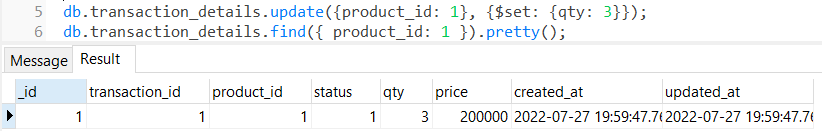 5 db.transaction_details.update({product_id: 1}, {$set: {qty: 3}});
6 db.transaction_details.find({ product_id: 1 }).pretty();
Message Result
_id transaction_id product_id status qty price created_at updated_at
1 1 1 1 3 200000 2022-07-27 19:59:47.76 2022-07-27 19:59:47.76